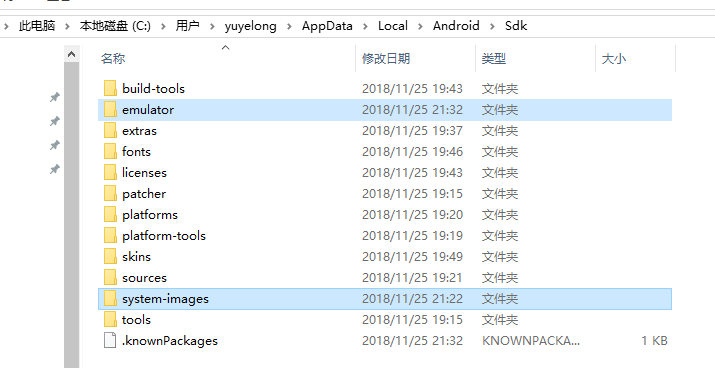 此电脑 > 本地磁盘 (C:) > 用户 > yuyelong > AppData > Local > Android > Sdk
名称 修改日期 类型 大小
build-tools 2018/11/25 19:43 文件夹
emulator 2018/11/25 21:32 文件夹
extras 2018/11/25 19:37 文件夹
fonts 2018/11/25 19:46 文件夹
licenses 2018/11/25 19:43 文件夹
patcher 2018/11/25 19:15 文件夹
platforms 2018/11/25 19:20 文件夹
platform-tools 2018/11/25 19:19 文件夹
skins 2018/11/25 19:49 文件夹
sources 2018/11/25 19:21 文件夹
system-images 2018/11/25 21:22 文件夹
tools 2018/11/25 19:15 文件夹
.knownPackages 2018/11/25 21:32 KNOWNPACKA... 1 KB